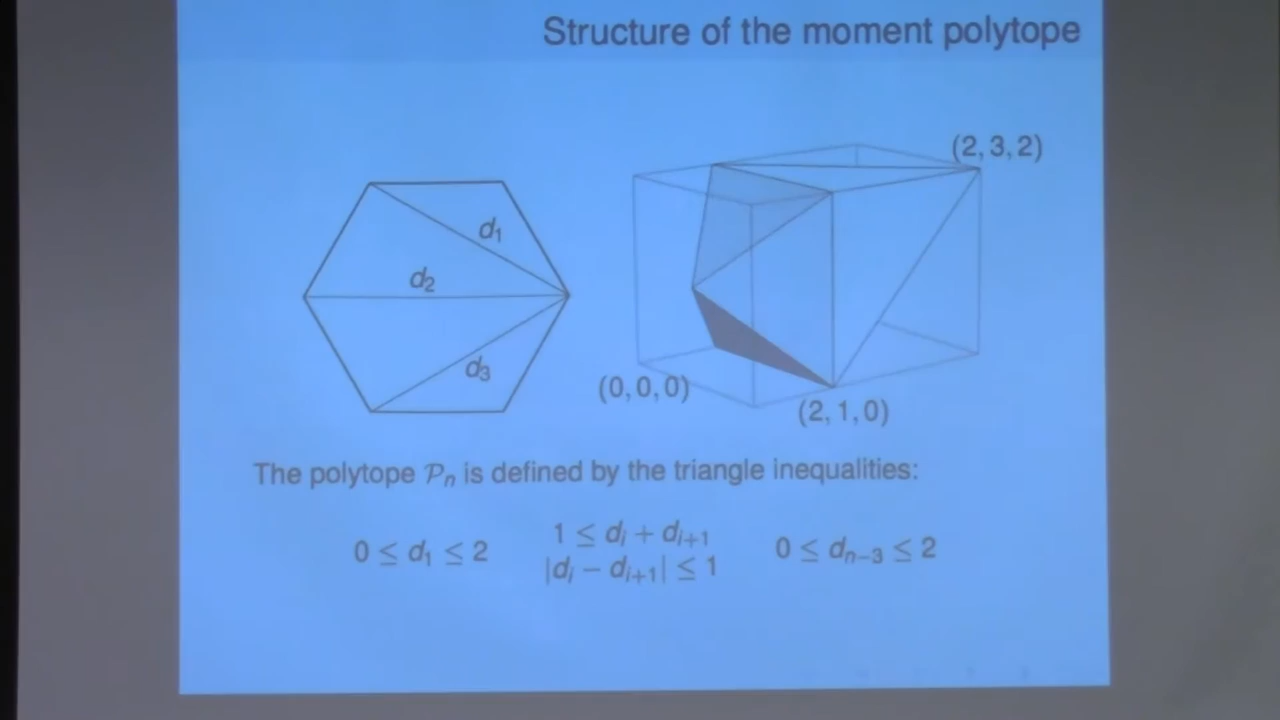 Structure of the moment polytope
(2, 3, 2)
d₁
d₂
d₃
(0, 0, 0)
(2, 1, 0)
The polytope 𝒫ₙ is defined by the triangle inequalities:
0 ≤ d₁ ≤ 2
1 ≤ dᵢ + dᵢ₊₁
|dᵢ − dᵢ₊₁| ≤ 1
0 ≤ dₙ₋₃ ≤ 2